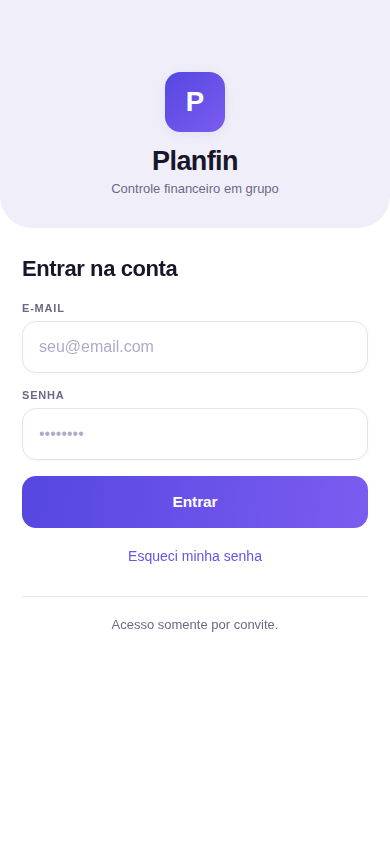 P
Planfin
Controle financeiro em grupo
Entrar na conta
E-MAIL
seu@email.com
SENHA
••••••••
Entrar
Esqueci minha senha
Acesso somente por convite.